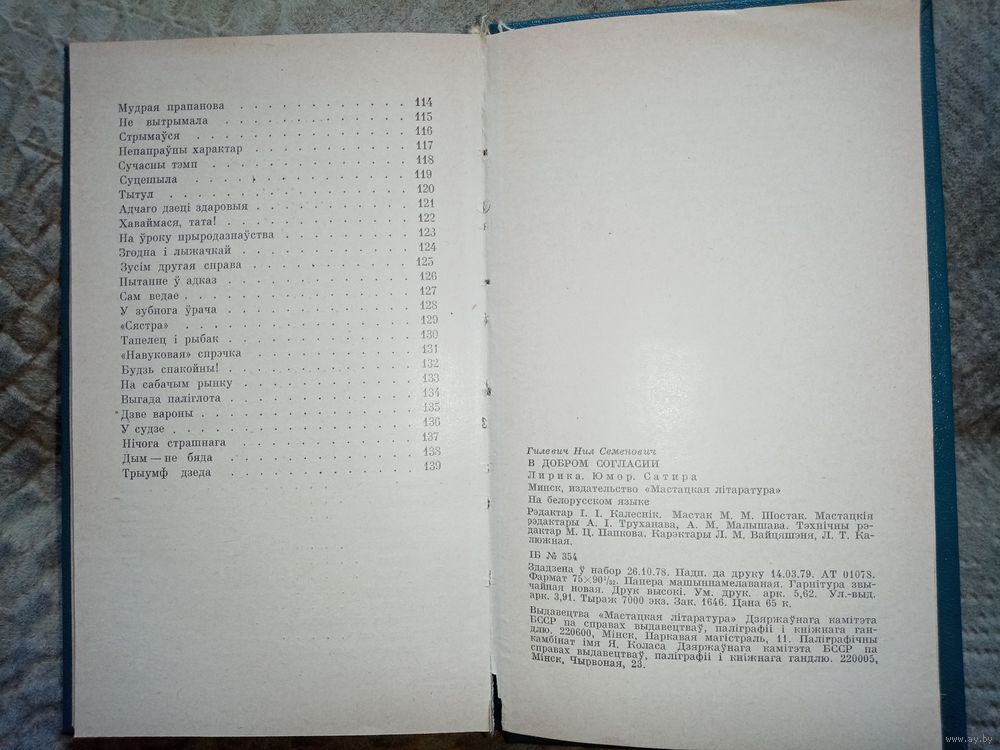 Мудрая прапанова . . . . . . . . . . . . 114
Не вытрымала . . . . . . . . . . . . . 115
Стрымаўся . . . . . . . . . . . . . . . 116
Непапраўны характар . . . . . . . . . . . 117
Сучасны тэмп . . . . . . . . . . . . . . 118
Суцешыла . . . . . . . . . . . . . . . 119
Тытул . . . . . . . . . . . . . . . . . 120
Адчаго дзеці здаровыя . . . . . . . . . . . 121
Хаваймася, тата! . . . . . . . . . . . . . 122
На ўроку прыродазнаўства . . . . . . . . . 123
Згодна і лыжачкай . . . . . . . . . . . . 124
Зусім другая справа . . . . . . . . . . . . 125
Пытанне ў адказ . . . . . . . . . . . . . 126
Сам ведае . . . . . . . . . . . . . . . . 127
У зубнога ўрача . . . . . . . . . . . . . 128
«Сястра» . . . . . . . . . . . . . . . . 129
Тапелец і рыбак . . . . . . . . . . . . . 130
«Навуковая» спрэчка . . . . . . . . . . . 131
Будзь спакойны! . . . . . . . . . . . . . 132
На сабачым рынку . . . . . . . . . . . . 133
Выгада паліглота . . . . . . . . . . . . . 134
Дзве вароны . . . . . . . . . . . . . . . 135
У судзе . . . . . . . . . . . . . . . . . 136
Нічога страшнага . . . . . . . . . . . . . 137
Дым — не бяда . . . . . . . . . . . . . 138
Трыумф дзеда . . . . . . . . . . . . . . 139
Гилевич Нил Семенович
В ДОБРОМ СОГЛАСИИ
Лирика. Юмор. Сатира
Минск, издательство «Мастацкая літаратура»
На белорусском языке
Рэдактар І. І. Калеснік. Мастак М. М. Шостак. Мастацкія
рэдактары А. І. Труханава, А. М. Малышава. Тэхнічны рэ-
дактар М. Ц. Папкова. Карэктары Л. М. Вайцяшэня, Л. Т. Ка-
люжная.
ІБ № 354
Здадзена ў набор 26.10.78. Падп. да друку 14.03.79. АТ 01078.
Фармат 75×90¹/₃₂. Папера машыннамелаваная. Гарнітура звы-
чайная новая. Друк высокі. Ум. друк. арк. 5,62. Ул.-выд.
арк. 3,91. Тыраж 7000 экз. Зак. 1646. Цана 65 к.
Выдавецтва «Мастацкая літаратура» Дзяржаўнага камітэта
БССР па справах выдавецтваў, паліграфіі і кніжнага ган-
длю. 220600, Мінск, Паркавая магістраль, 11. Паліграфічны
камбінат імя Я. Коласа Дзяржаўнага камітэта БССР па
справах выдавецтваў, паліграфіі і кніжнага гандлю. 220005,
Мінск, Чырвоная, 23.
www.ay.by